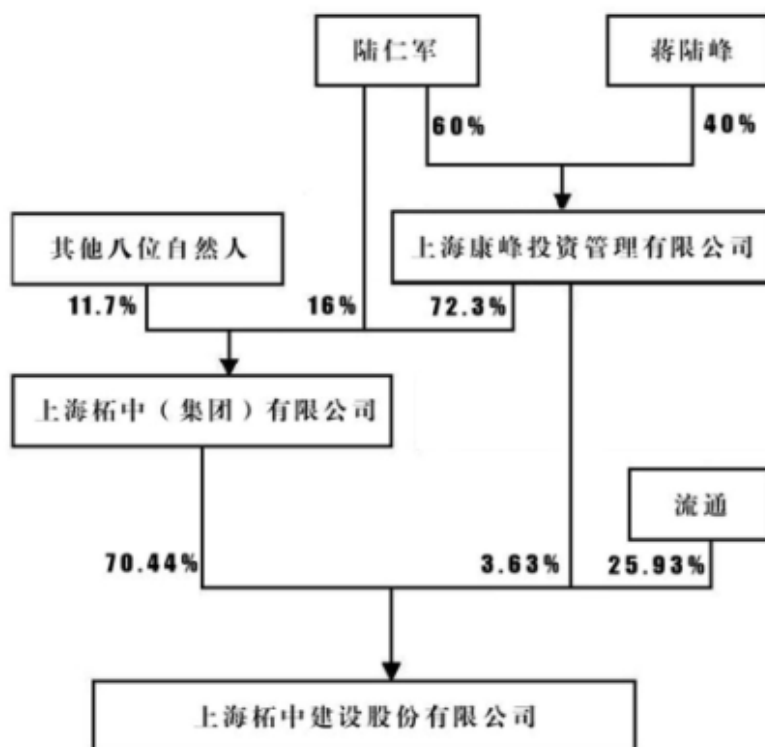 陆仁军
蒋陆峰
60%
40%
其他八位自然人
上海康峰投资管理有限公司
11.7%
16%
72.3%
上海柘中（集团）有限公司
流通
70.44%
3.63%
25.93%
上海柘中建设股份有限公司